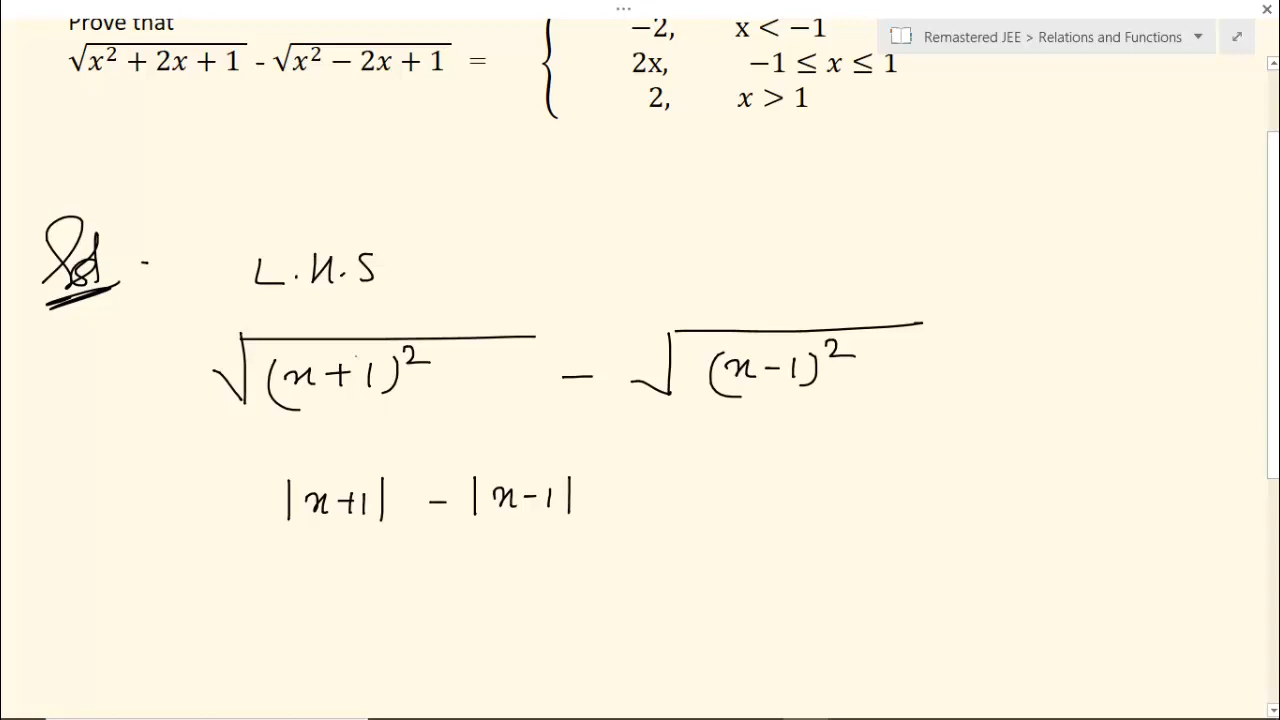 Prove that
√(x² + 2x + 1) - √(x² − 2x + 1) = { −2, x < −1
2x, −1 ≤ x ≤ 1
2, x > 1
Remastered JEE > Relations and Functions
Sol -
L.H.S
√(x+1)² − √(x-1)²
|x+1| - |x-1|